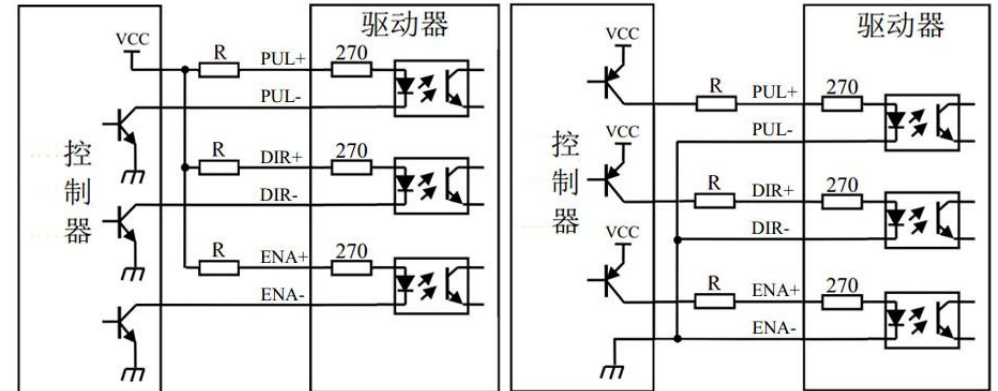 驱动器
VCC
R
PUL+
270
PUL-
控制器
R
DIR+
270
DIR-
R
ENA+
270
ENA-
驱动器
VCC
R
PUL+
270
PUL-
控制器
VCC
R
DIR+
270
DIR-
VCC
R
ENA+
270
ENA-